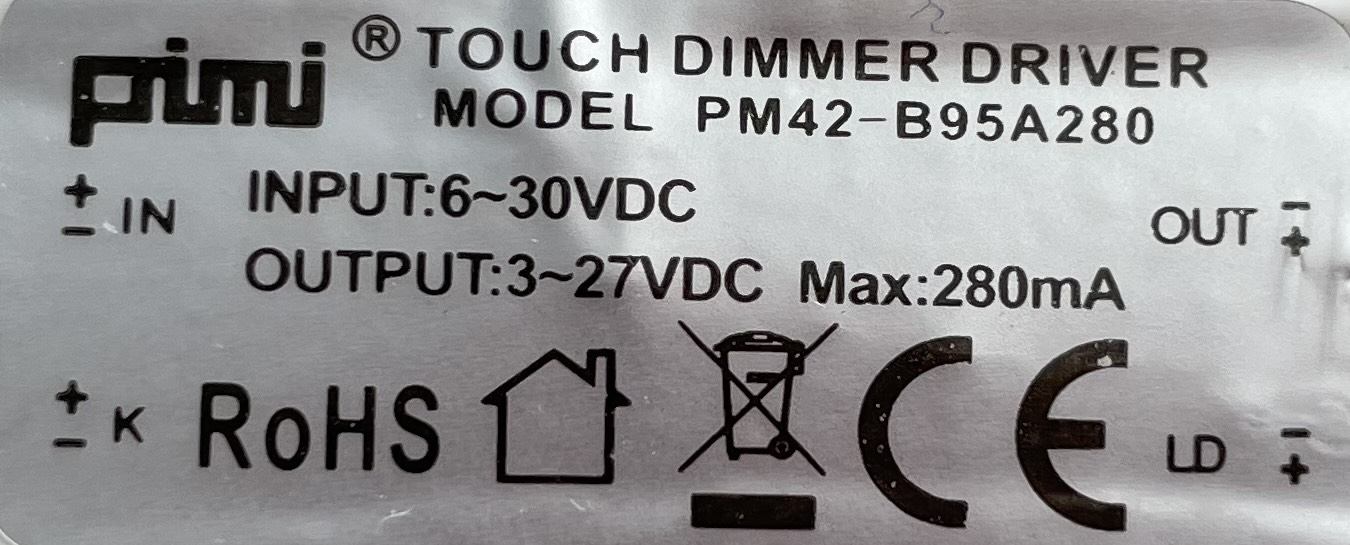 pimi ® TOUCH DIMMER DRIVER
MODEL PM42-B95A280
+ - IN INPUT:6~30VDC
OUTPUT:3~27VDC Max:280mA
OUT - +
+ - K RoHS CE LD - +